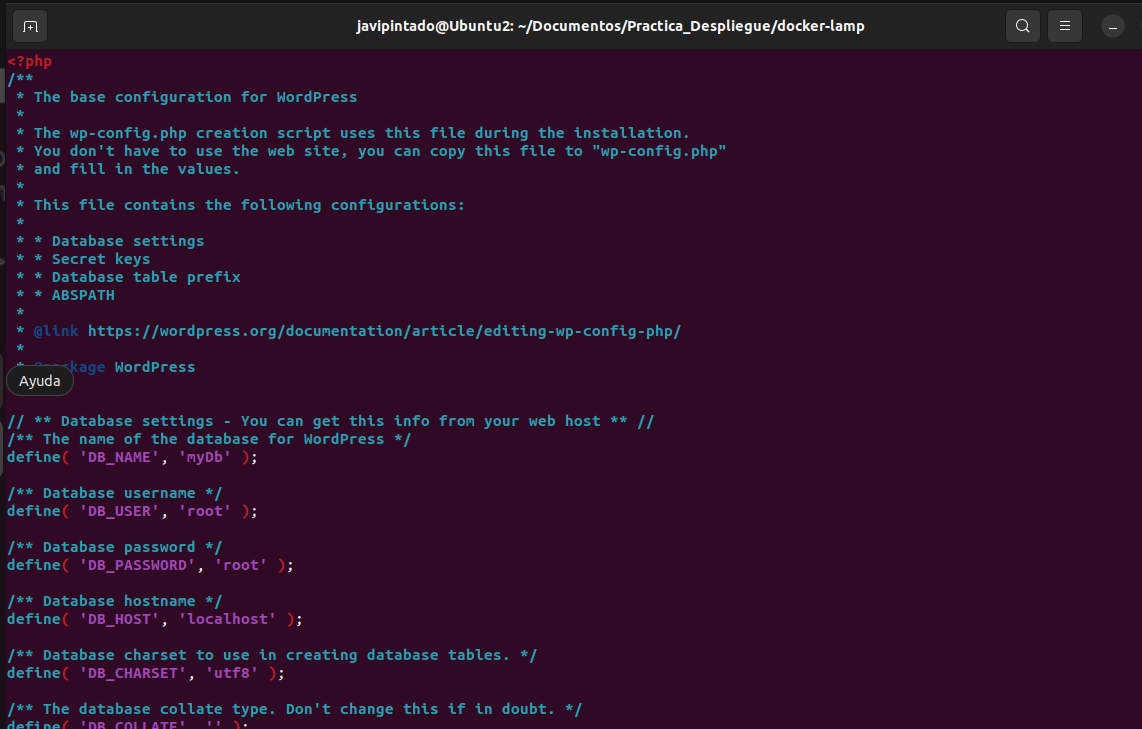 javipintado@Ubuntu2: ~/Documentos/Practica_Despliegue/docker-lamp
<?php
/**
 * The base configuration for WordPress
 *
 * The wp-config.php creation script uses this file during the installation.
 * You don't have to use the web site, you can copy this file to "wp-config.php"
 * and fill in the values.
 *
 * This file contains the following configurations:
 *
 * * Database settings
 * * Secret keys
 * * Database table prefix
 * * ABSPATH
 *
 * @link https://wordpress.org/documentation/article/editing-wp-config-php/
 *
 * @package WordPress
Ayuda
// ** Database settings - You can get this info from your web host ** //
/** The name of the database for WordPress */
define( 'DB_NAME', 'myDb' );
/** Database username */
define( 'DB_USER', 'root' );
/** Database password */
define( 'DB_PASSWORD', 'root' );
/** Database hostname */
define( 'DB_HOST', 'localhost' );
/** Database charset to use in creating database tables. */
define( 'DB_CHARSET', 'utf8' );
/** The database collate type. Don't change this if in doubt. */
define( 'DB_COLLATE', '' );